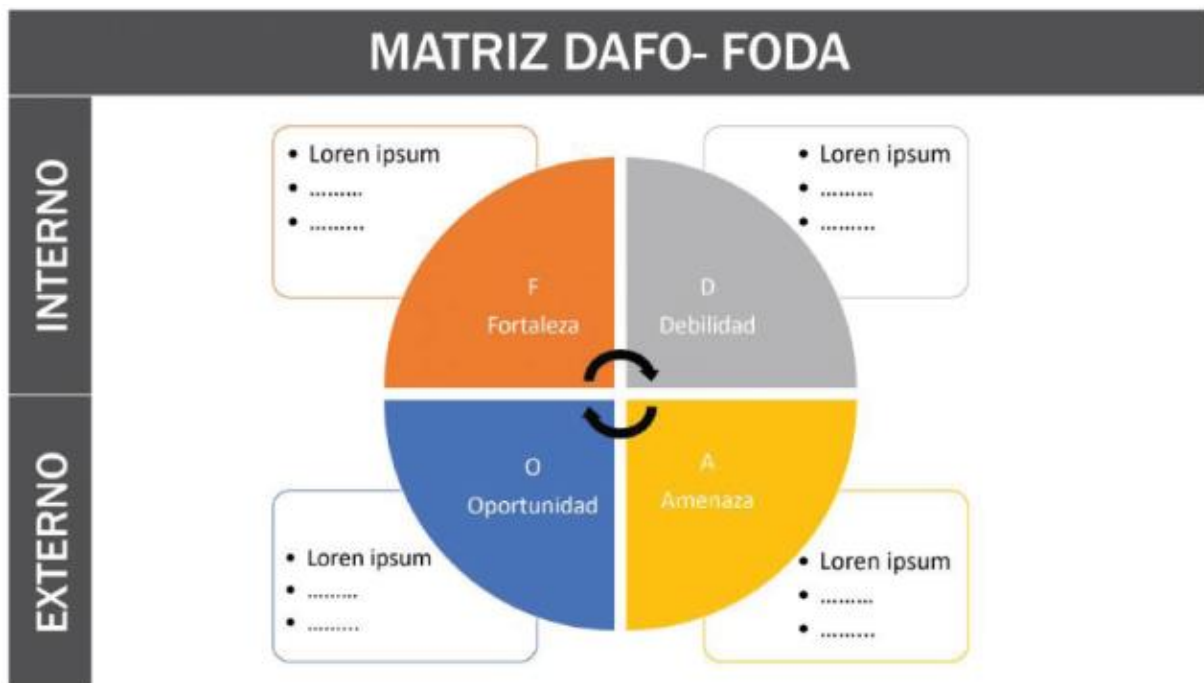 MATRIZ DAFO- FODA
INTERNO
• Loren ipsum
• .........
• .........
F
Fortaleza
• Loren ipsum
• .........
• .........
D
Debilidad
EXTERNO
O
Oportunidad
• Loren ipsum
• .........
• .........
A
Amenaza
• Loren ipsum
• .........
• .........